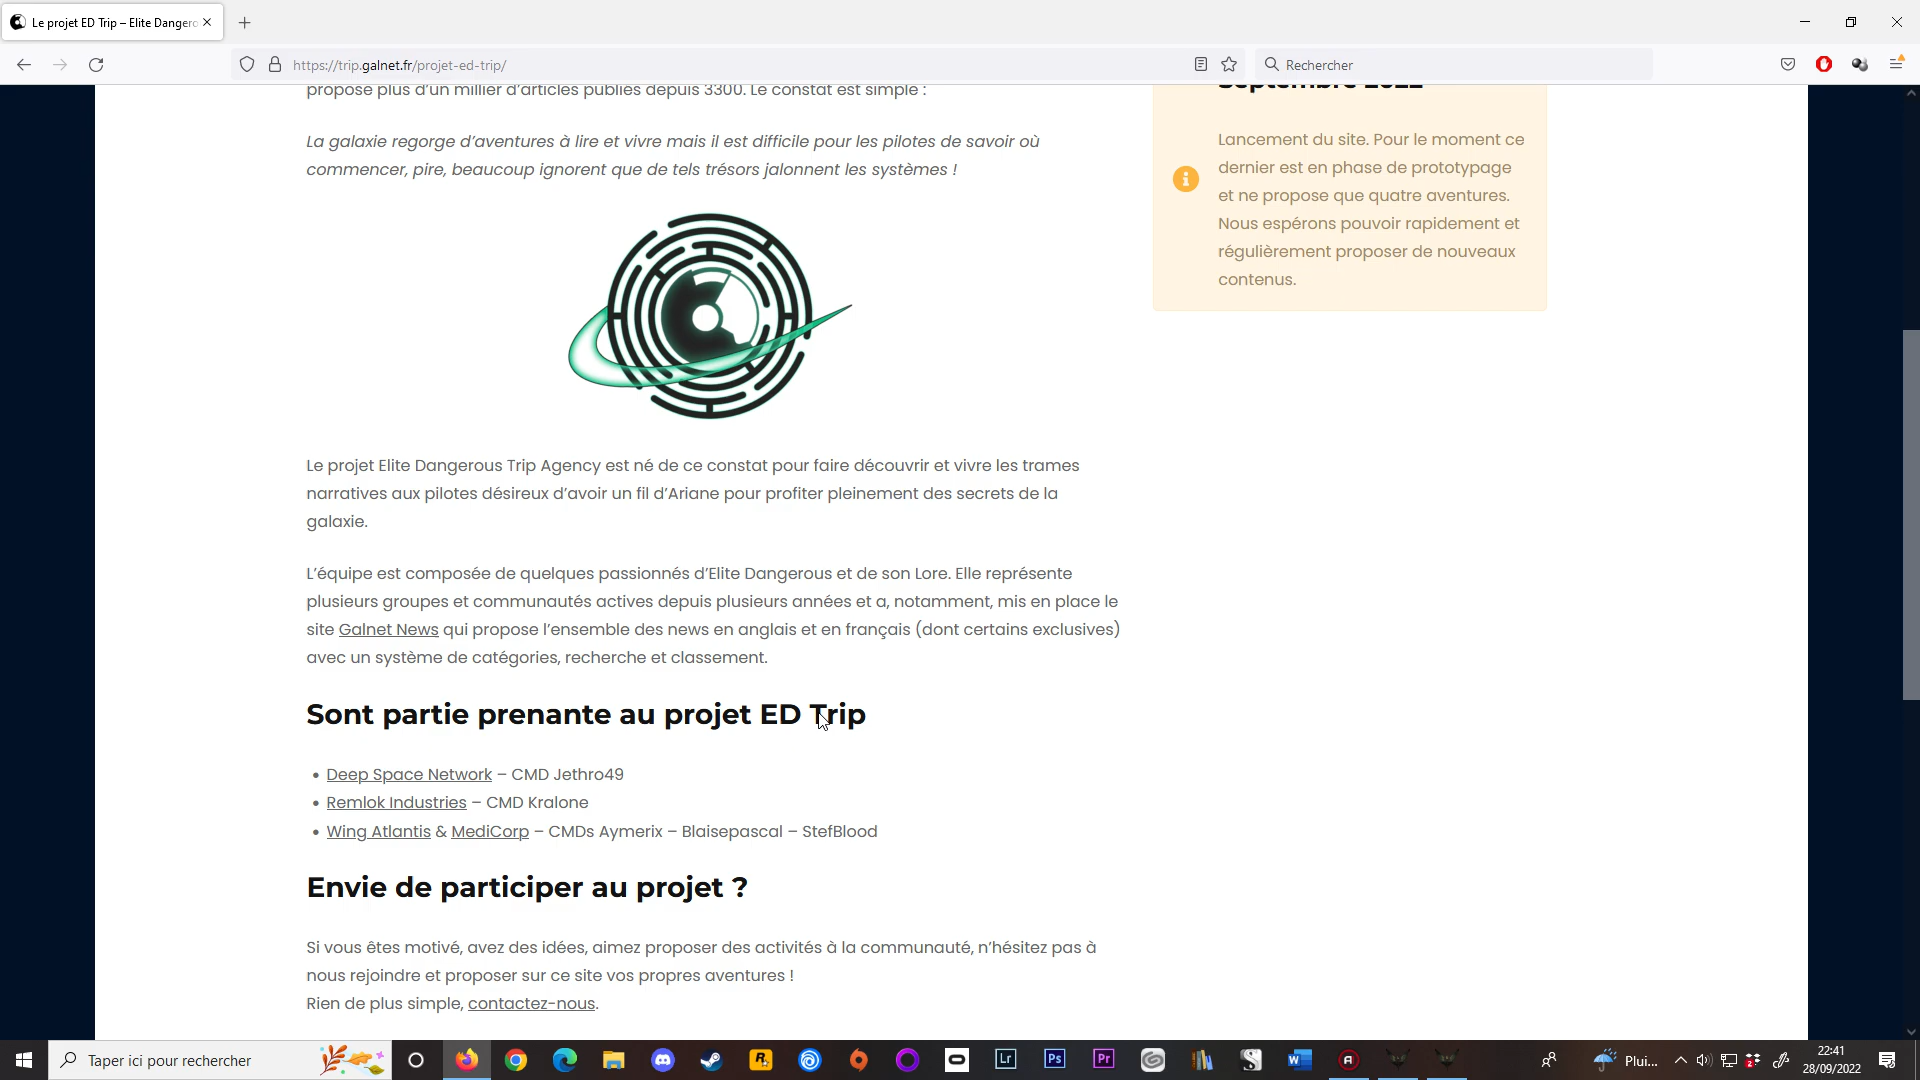 Le projet ED Trip – Elite Dangero
https://trip.galnet.fr/projet-ed-trip/
Rechercher
propose plus d'un millier d'articles publiés depuis 3300. Le constat est simple :
La galaxie regorge d'aventures à lire et vivre mais il est difficile pour les pilotes de savoir où
commencer, pire, beaucoup ignorent que de tels trésors jalonnent les systèmes !
Le projet Elite Dangerous Trip Agency est né de ce constat pour faire découvrir et vivre les trames
narratives aux pilotes désireux d'avoir un fil d'Ariane pour profiter pleinement des secrets de la
galaxie.
L'équipe est composée de quelques passionnés d'Elite Dangerous et de son Lore. Elle représente
plusieurs groupes et communautés actives depuis plusieurs années et a, notamment, mis en place le
site Galnet News qui propose l'ensemble des news en anglais et en français (dont certains exclusives)
avec un système de catégories, recherche et classement.
Sont partie prenante au projet ED Trip
• Deep Space Network – CMD Jethro49
• Remlok Industries – CMD Kralone
• Wing Atlantis & MediCorp – CMDs Aymerix – Blaisepascal – StefBlood
Envie de participer au projet ?
Si vous êtes motivé, avez des idées, aimez proposer des activités à la communauté, n'hésitez pas à
nous rejoindre et proposer sur ce site vos propres aventures !
Rien de plus simple, contactez-nous.
Septembre 2022
Lancement du site. Pour le moment ce
dernier est en phase de prototypage
et ne propose que quatre aventures.
Nous espérons pouvoir rapidement et
régulièrement proposer de nouveaux
contenus.
Taper ici pour rechercher
Lr
Ps
Pr
Plui...
22:41
28/09/2022